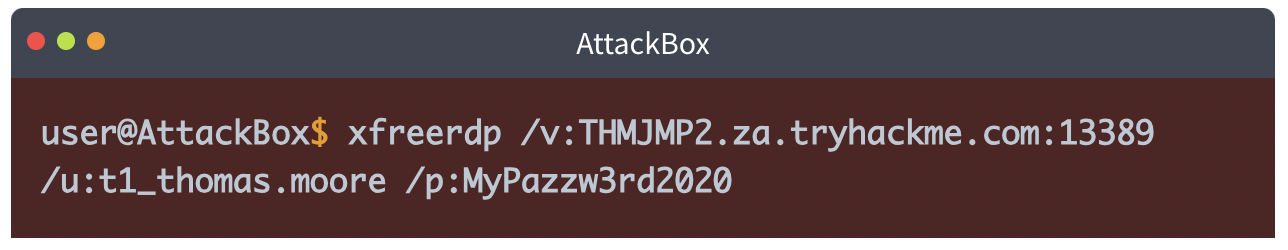 AttackBox
user@AttackBox$ xfreerdp /v:THMJMP2.za.tryhackme.com:13389
/u:t1_thomas.moore /p:MyPazzw3rd2020